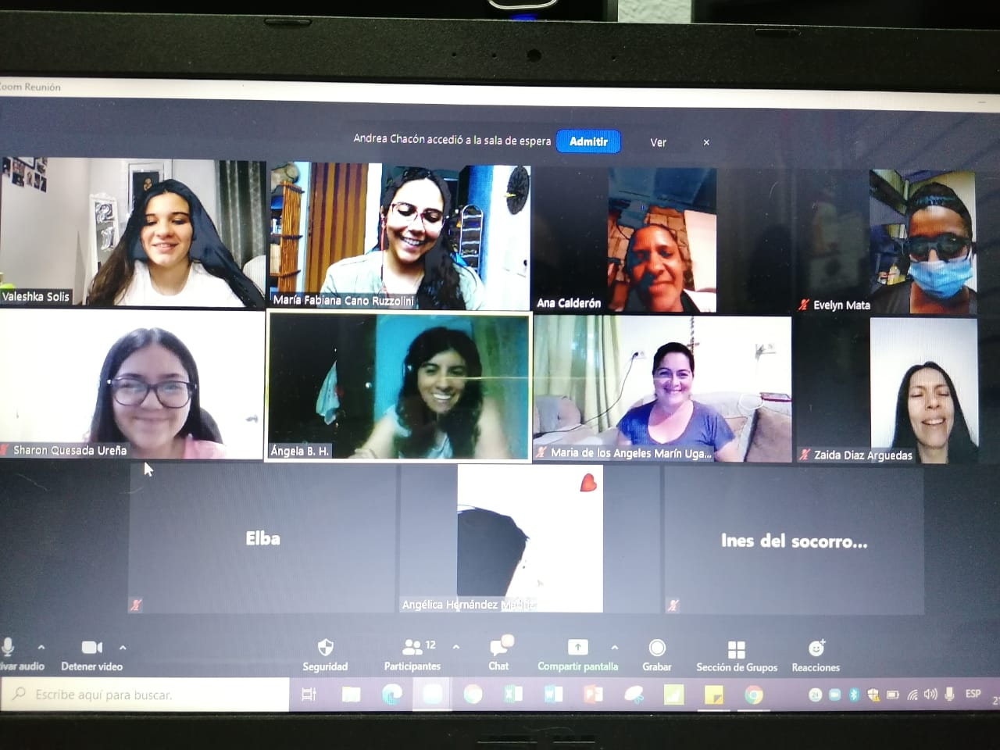 Zoom Reunión
Andrea Chacón accedió a la sala de espera Admitir Ver
Valeshka Solis
María Fabiana Cano Ruzzolini
Ana Calderón
Evelyn Mata
Sharon Quesada Ureña
Ángela B. H.
Maria de los Angeles Marín Uga...
Zaida Diaz Arguedas
Elba
Angélica Hernández
Ines del socorro...
12
ivar audio Detener video Seguridad Participantes Chat Compartir pantalla Grabar Sección de Grupos Reacciones
Escribe aquí para buscar.
ESP